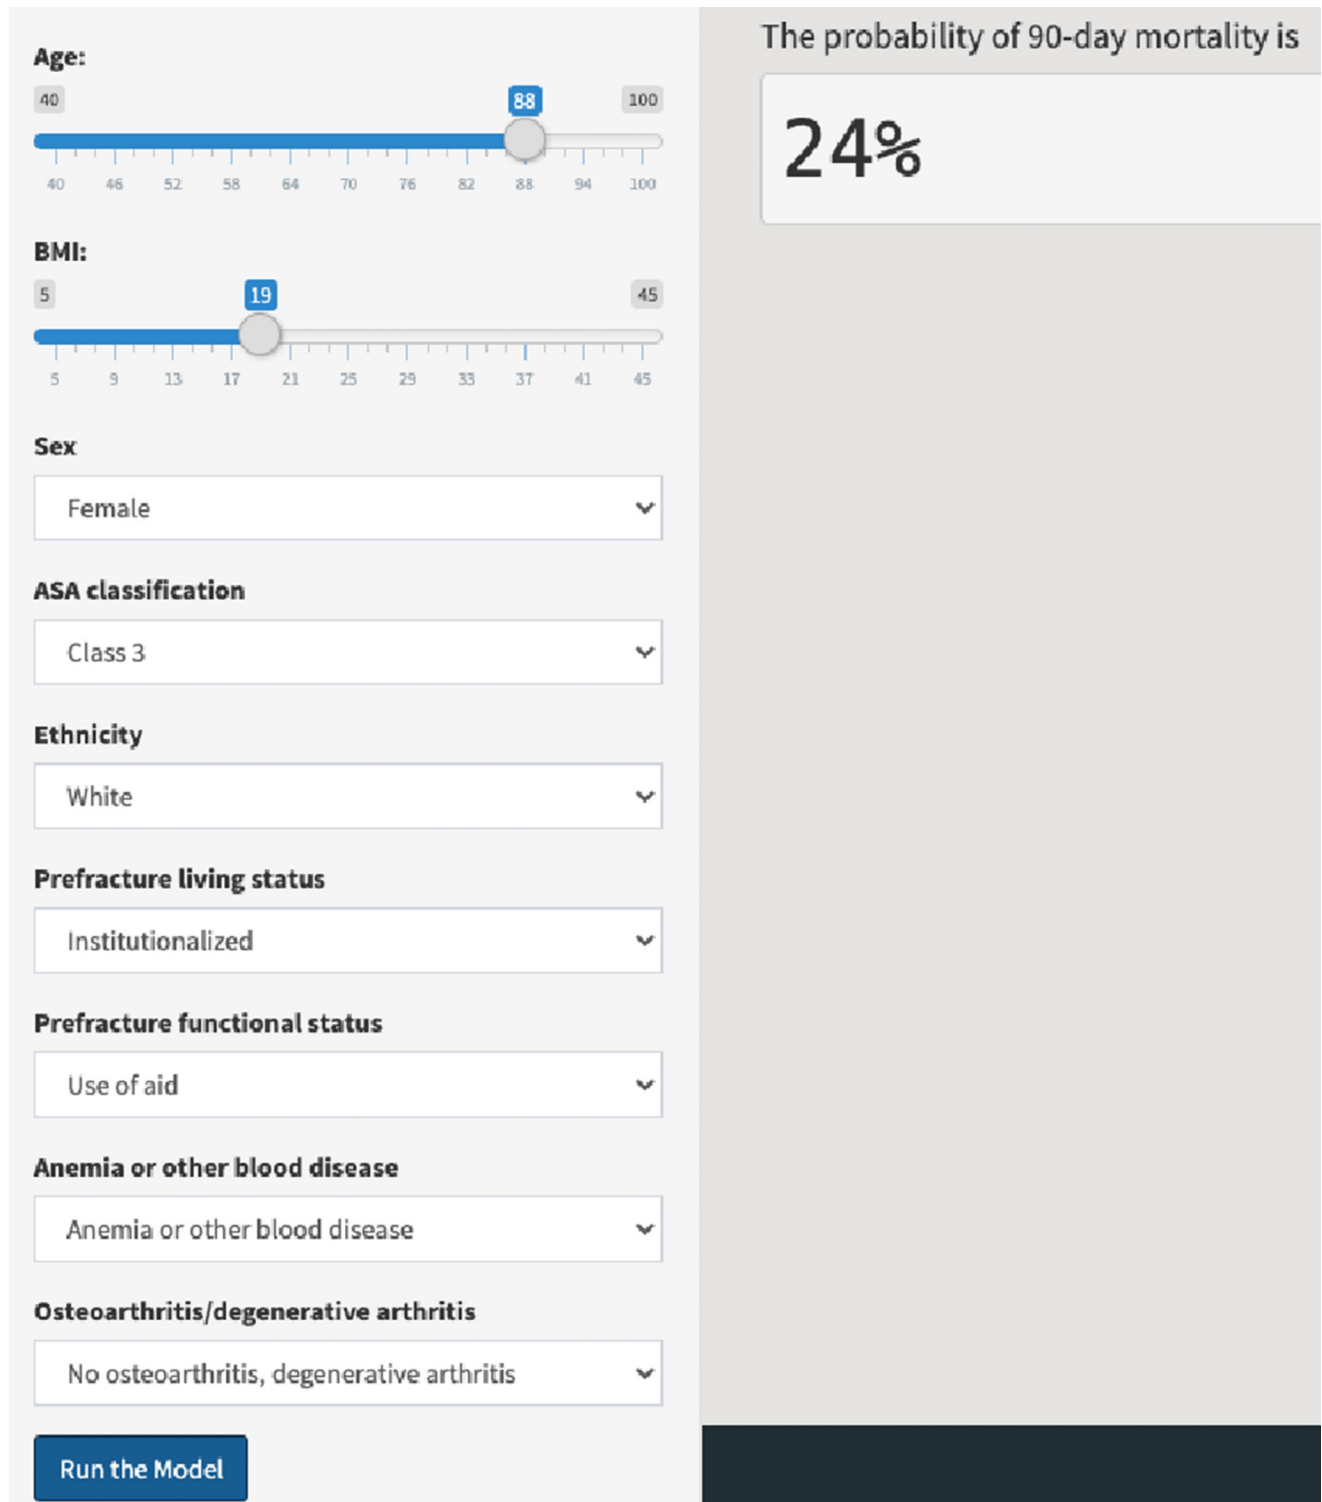 Age:
40 88 100
40 46 52 58 64 70 76 82 88 94 100
BMI:
5 19 45
5 9 13 17 21 25 29 33 37 41 45
Sex
Female
ASA classification
Class 3
Ethnicity
White
Prefracture living status
Institutionalized
Prefracture functional status
Use of aid
Anemia or other blood disease
Anemia or other blood disease
Osteoarthritis/degenerative arthritis
No osteoarthritis, degenerative arthritis
Run the Model
The probability of 90-day mortality is
24%